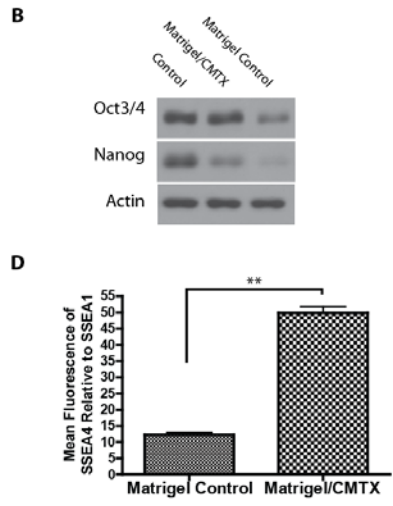 B
Control
Matrigel/CMTX
Matrigel Control
Oct3/4
Nanog
Actin
D
**
Mean Fluorescence of
SSEA4 Relative to SSEA1
55
50
45
40
35
30
25
20
15
10
5
0
Matrigel Control Matrigel/CMTX